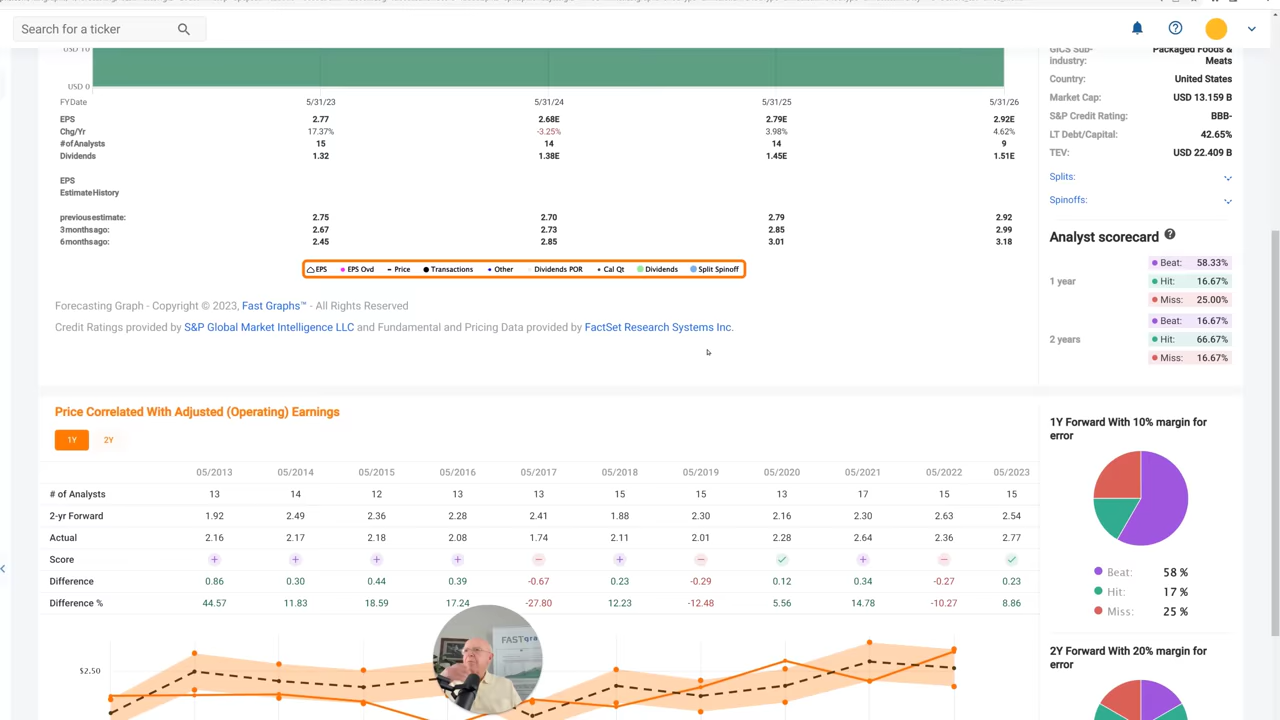 Search for a ticker
USD 10
USD 0
FYDate 5/31/23 5/31/24 5/31/25 5/31/26
EPS 2.77 2.68E 2.79E 2.92E
Chg/Yr 17.37% -3.25% 3.98% 4.62%
#ofAnalysts 15 14 14 9
Dividends 1.32 1.38E 1.45E 1.51E
EPS
EstimateHistory
previousestimate: 2.75 2.70 2.79 2.92
3monthsago: 2.67 2.73 2.85 2.99
6monthsago: 2.45 2.85 3.01 3.18
EPS EPS Ovd Price Transactions Other Dividends POR Cal Qt Dividends Split Spinoff
Forecasting Graph - Copyright © 2023, Fast Graphs™ - All Rights Reserved
Credit Ratings provided by S&P Global Market Intelligence LLC and Fundamental and Pricing Data provided by FactSet Research Systems Inc.
GICS Sub- Packaged Foods &
industry: Meats
Country: United States
Market Cap: USD 13.159 B
S&P Credit Rating: BBB-
LT Debt/Capital: 42.65%
TEV: USD 22.409 B
Splits:
Spinoffs:
Analyst scorecard
Beat: 58.33%
1 year Hit: 16.67%
Miss: 25.00%
Beat: 16.67%
2 years Hit: 66.67%
Miss: 16.67%
Price Correlated With Adjusted (Operating) Earnings
1Y 2Y
05/2013 05/2014 05/2015 05/2016 05/2017 05/2018 05/2019 05/2020 05/2021 05/2022 05/2023
# of Analysts 13 14 12 13 13 15 15 13 17 15 15
2-yr Forward 1.92 2.49 2.36 2.28 2.41 1.88 2.30 2.16 2.30 2.63 2.54
Actual 2.16 2.17 2.18 2.08 1.74 2.11 2.01 2.28 2.64 2.36 2.77
Score
Difference 0.86 0.30 0.44 0.39 -0.67 0.23 -0.29 0.12 0.34 -0.27 0.23
Difference % 44.57 11.83 18.59 17.24 -27.80 12.23 -12.48 5.56 14.78 -10.27 8.86
$2.50
FASTgra
1Y Forward With 10% margin for
error
Beat: 58 %
Hit: 17 %
Miss: 25 %
2Y Forward With 20% margin for
error